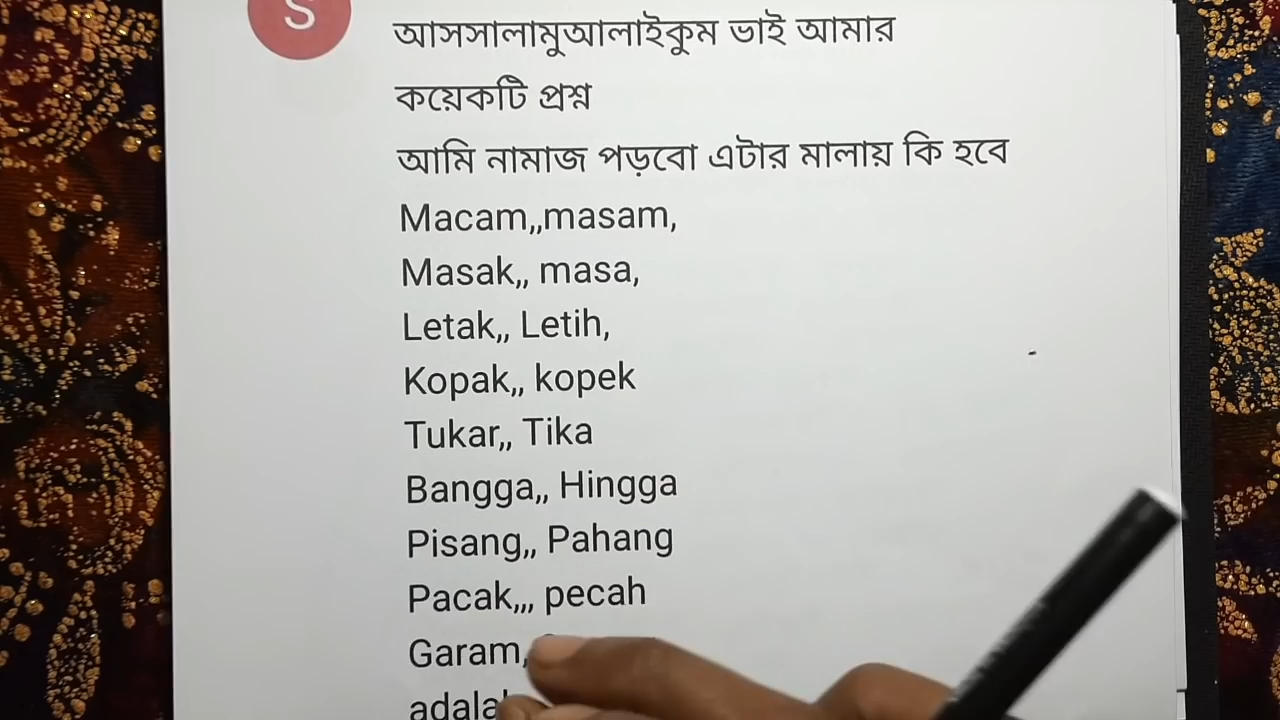 S
আসসালামুআলাইকুম ভাই আমার
কয়েকটি প্রশ্ন
আমি নামাজ পড়বো এটার মালায় কি হবে
Macam,,masam,
Masak,, masa,
Letak,, Letih,
Kopak,, kopek
Tukar,, Tika
Bangga,, Hingga
Pisang,, Pahang
Pacak,,, pecah
Garam,